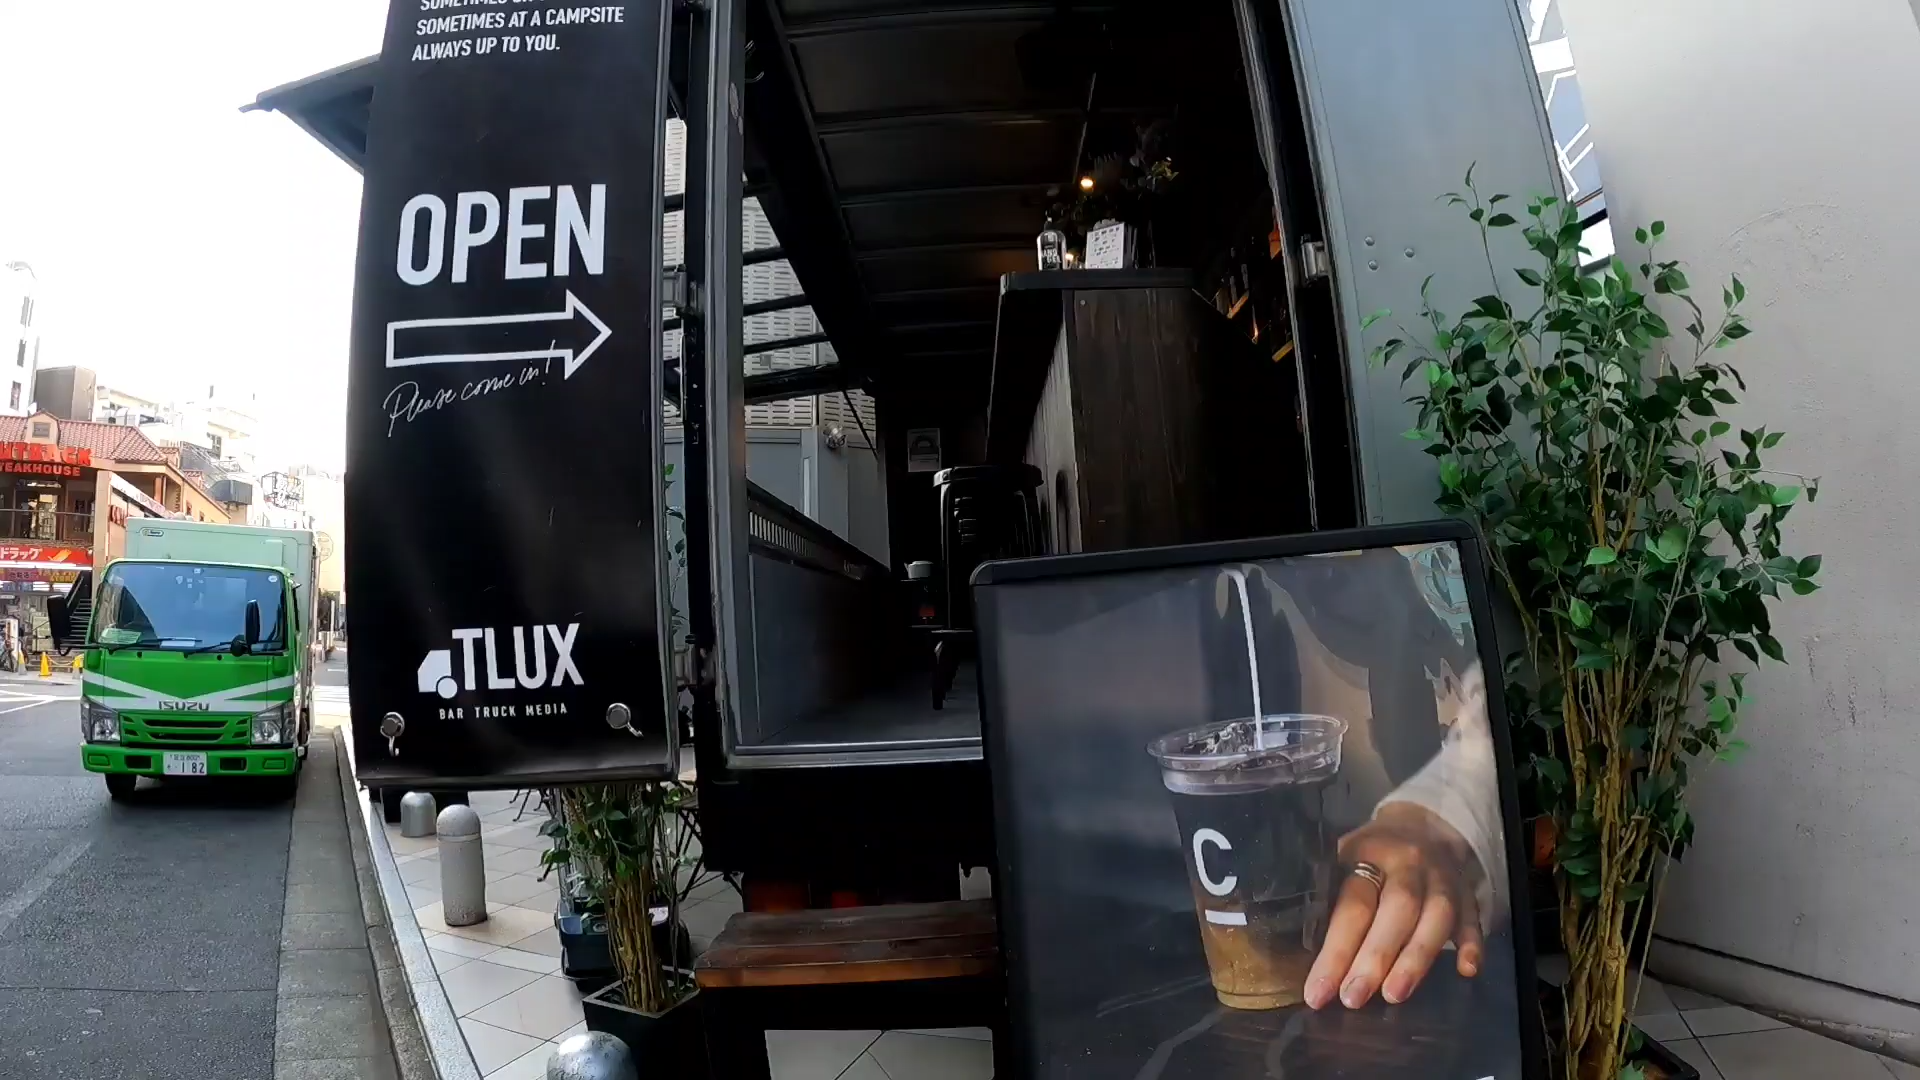 SOMETIMES AT A CAMPSITE
ALWAYS UP TO YOU.
OPEN
Please come in!
TLUX
BAR TRUCK MEDIA
STEAKHOUSE
ドラッグ
ISUZU
182
C